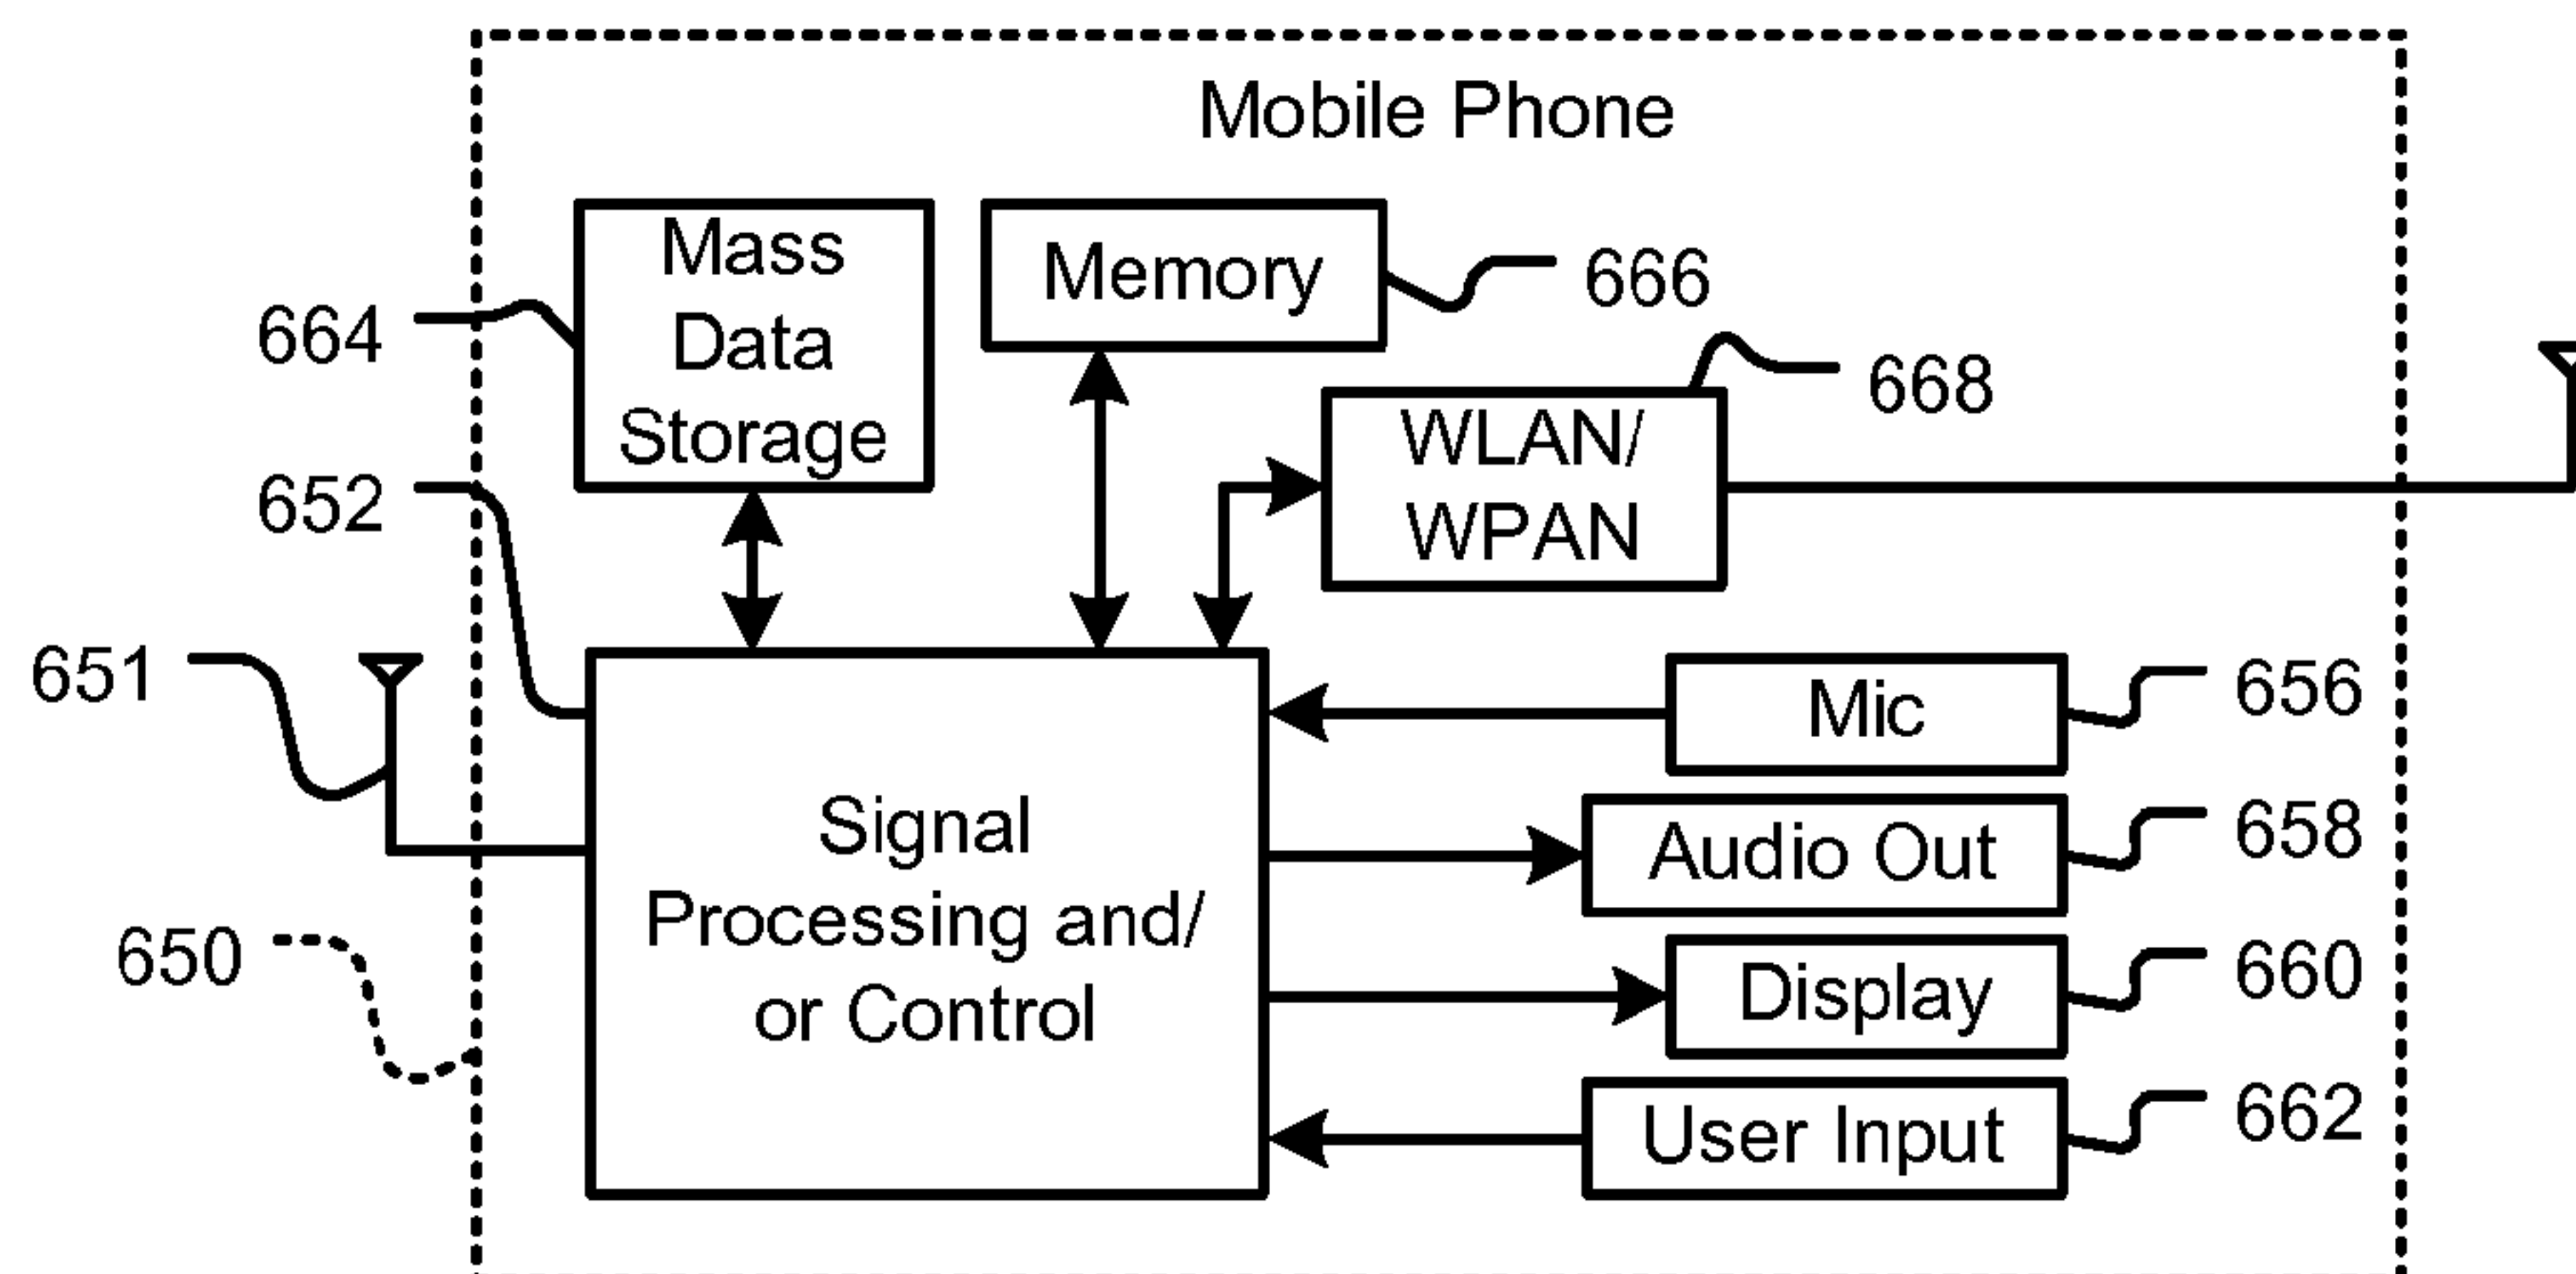 Mobile Phone
Mass
Data
Storage
Memory
666
664
668
WLAN/
WPAN
652
651
Mic
656
Signal
Processing and/
or Control
Audio Out
658
650
Display
660
User Input
662